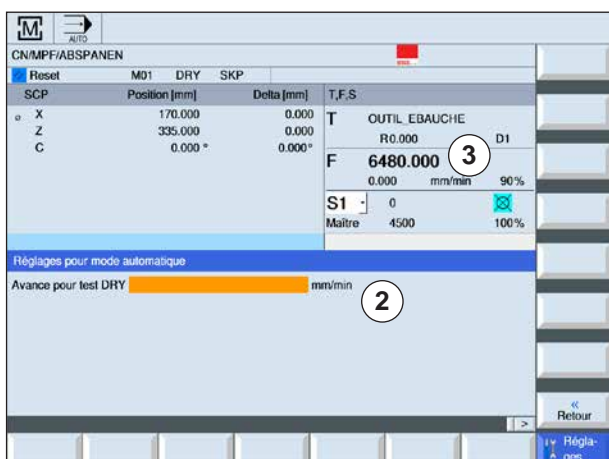 M
AUTO
CN/MPF/ABSPANEN
Reset M01 DRY SKP
SCP Position [mm] Delta [mm] T,F,S
X 170.000 0.000
Z 335.000 0.000
C 0.000 ° 0.000°
T OUTIL_EBAUCHE
R0.000 D1
F 6480.000 3
0.000 mm/min 90%
S1 0
Maître 4500 100%
Réglages pour mode automatique
Avance pour test DRY mm/min 2
«
Retour
>
Régla-
ges